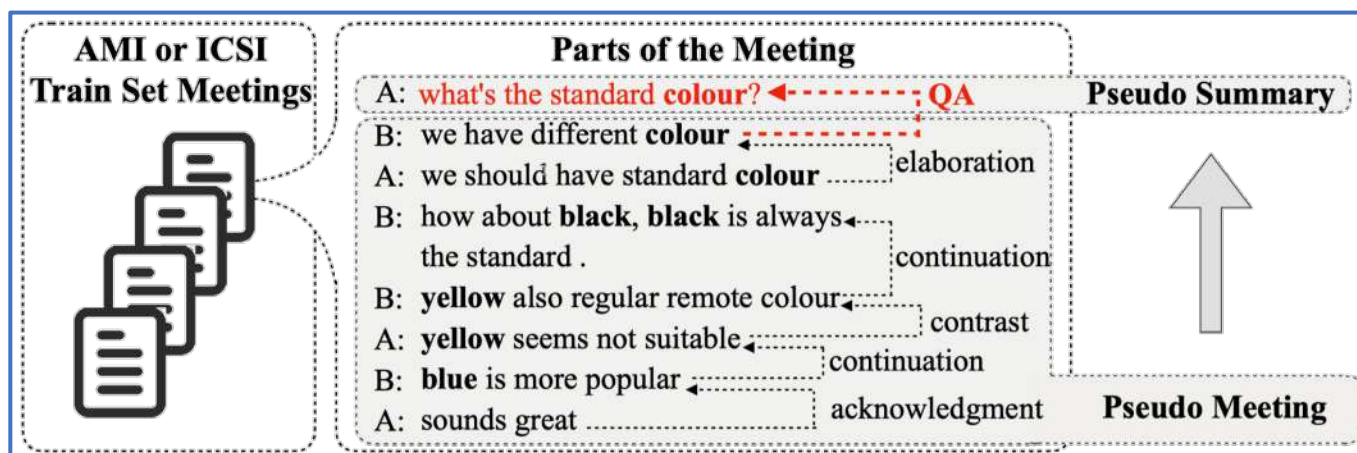 AMI or ICSI
Train Set Meetings
Parts of the Meeting
A: what's the standard colour?
QA
Pseudo Summary
B: we have different colour
elaboration
A: we should have standard colour
B: how about black, black is always
the standard .
continuation
B: yellow also regular remote colour
contrast
A: yellow seems not suitable
continuation
B: blue is more popular
acknowledgment
A: sounds great
Pseudo Meeting